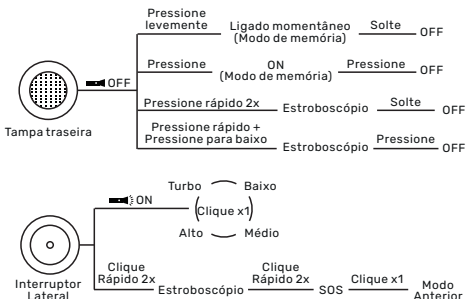 Pressione
levemente
Ligado momentâneo
(Modo de memória)
Solte
OFF
OFF
Pressione
ON
(Modo de memória)
Pressione
OFF
Pressione rápido 2x
Estroboscópio
Solte
OFF
Pressione rápido +
Pressione para baixo
Estroboscópio
Pressione
OFF
Tampa traseira
Turbo
Baixo
ON
(Clique x1)
Alto
Médio
Clique
Rápido 2x
Estroboscópio
Clique
Rápido 2x
SOS
Clique x1
Modo
Anterior
Interruptor
Lateral